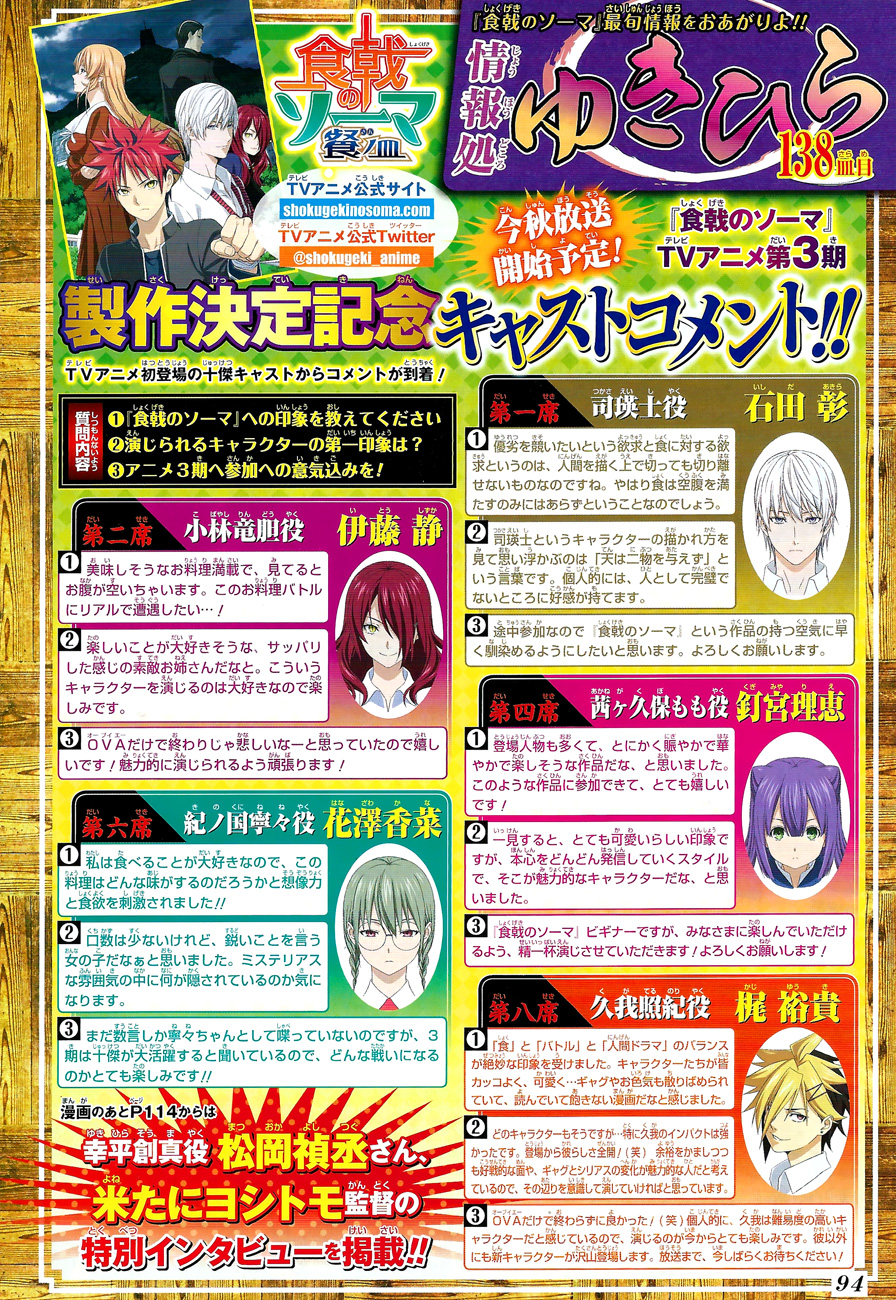 『食戟のソーマ』最旬情報をおあがりよ!!
情報処
ゆきひら
138皿目
食戟の
ソーマ
餐ノ皿
TVアニメ公式サイト
shokugekinosoma.com
TVアニメ公式Twitter
@shokugeki_anime
今秋放送
開始予定!
『食戟のソーマ』
TVアニメ第3期
製作決定記念
キャストコメント!!
TVアニメ初登場の十傑キャストからコメントが到着!
質問内容
❶『食戟のソーマ』への印象を教えてください
❷演じられるキャラクターの第一印象は?
❸アニメ3期へ参加への意気込みを!
第一席 司瑛士役 石田 彰
1 優劣を競いたいという欲求と食に対する欲
求というのは、人間を描く上で切っても切り離
せないものなのですね。やはり食は空腹を満
たすのみにはあらずということなのでしょう。
2 司瑛士というキャラクターの描かれ方を
見て思い浮かぶのは「天は二物を与えず」と
いう言葉です。個人的には、人として完璧で
ないところに好感が持てます。
3 途中参加なので『食戟のソーマ』という作品の持つ空気に早
く馴染めるようにしたいと思います。よろしくお願いします。
第二席 小林竜胆役 伊藤 静
1 美味しそうなお料理満載で、見てると
お腹が空いちゃいます。このお料理バトル
にリアルで遭遇したい…!
2 楽しいことが大好きそうな、サッパリ
した感じの素敵お姉さんだなと。こういう
キャラクターを演じるのは大好きなので楽
しみです。
3 OVAだけで終わりじゃ悲しいなーと思っていたので嬉し
いです!魅力的に演じられるよう頑張ります!
第四席 茜ヶ久保もも役 釘宮理恵
1 登場人物も多くて、とにかく賑やかで華
やかで楽しそうな作品だな、と思いました。
このような作品に参加できて、とても嬉しい
です!
2 一見すると、とても可愛いらしい印象で
すが、本心をどんどん発信していくスタイル
で、そこが魅力的なキャラクターだな、と思
いました。
3 『食戟のソーマ』ビギナーですが、みなさまに楽しんでいただけ
るよう、精一杯演じさせていただきます!よろしくお願いします!
第六席 紀ノ国寧々役 花澤香菜
1 私は食べることが大好きなので、この
料理はどんな味がするのだろうかと想像力
と食欲を刺激されました!!
2 口数は少ないけれど、鋭いことを言う
女の子だなぁと思いました。ミステリアス
な雰囲気の中に何が隠されているのか気に
なります。
3 まだ数言しか寧々ちゃんとして喋っていないのですが、3
期は十傑が大活躍すると聞いているので、どんな戦いになる
のかとても楽しみです!!
第八席 久我照紀役 梶 裕貴
1 「食」と「バトル」と「人間ドラマ」のバランス
が絶妙な印象を受けました。キャラクターたちが皆
カッコよく、可愛く…ギャグやお色気も散りばめられ
ていて、読んでいて飽きない漫画だなと感じました。
2 どのキャラクターもそうですが…特に久我のインパクトは強
かったです。登場から彼らしさ全開!(笑) 余裕をかましつつ
も好戦的な面や、ギャグとシリアスの変化が魅力的な人だと考え
ているので、その辺りを意識して演じていければと思っています。
3 OVAだけで終わらずに良かった!(笑)個人的に、久我は難易度の高いキ
ャラクターだと感じているので、演じるのが今からとても楽しみです。彼以外
にも新キャラクターが沢山登場します。放送まで、今しばらくお待ちください!
漫画のあとP114からは
幸平創真役 松岡禎丞さん、
米たにヨシトモ監督の
特別インタビューを掲載!!
94